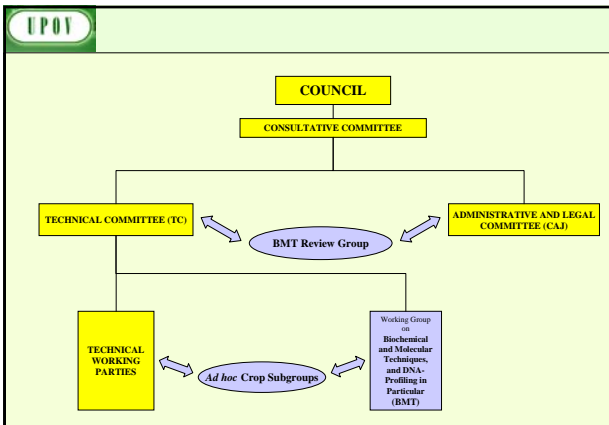 UPOV
COUNCIL
CONSULTATIVE COMMITTEE
TECHNICAL COMMITTEE (TC)
ADMINISTRATIVE AND LEGAL
COMMITTEE (CAJ)
BMT Review Group
TECHNICAL
WORKING
PARTIES
Ad hoc Crop Subgroups
Working Group
on
Biochemical
and Molecular
Techniques,
and DNA-
Profiling in
Particular
(BMT)